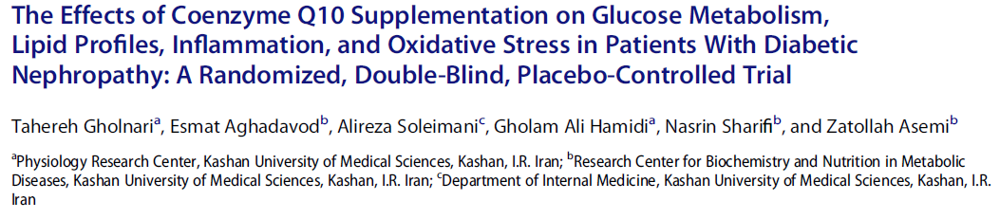 The Effects of Coenzyme Q10 Supplementation on Glucose Metabolism,
Lipid Profiles, Inflammation, and Oxidative Stress in Patients With Diabetic
Nephropathy: A Randomized, Double-Blind, Placebo-Controlled Trial
Tahereh Gholnariᵃ, Esmat Aghadavodᵇ, Alireza Soleimaniᶜ, Gholam Ali Hamidiᵃ, Nasrin Sharifiᵇ, and Zatollah Asemiᵇ
ᵃPhysiology Research Center, Kashan University of Medical Sciences, Kashan, I.R. Iran; ᵇResearch Center for Biochemistry and Nutrition in Metabolic
Diseases, Kashan University of Medical Sciences, Kashan, I.R. Iran; ᶜDepartment of Internal Medicine, Kashan University of Medical Sciences, Kashan, I.R.
Iran